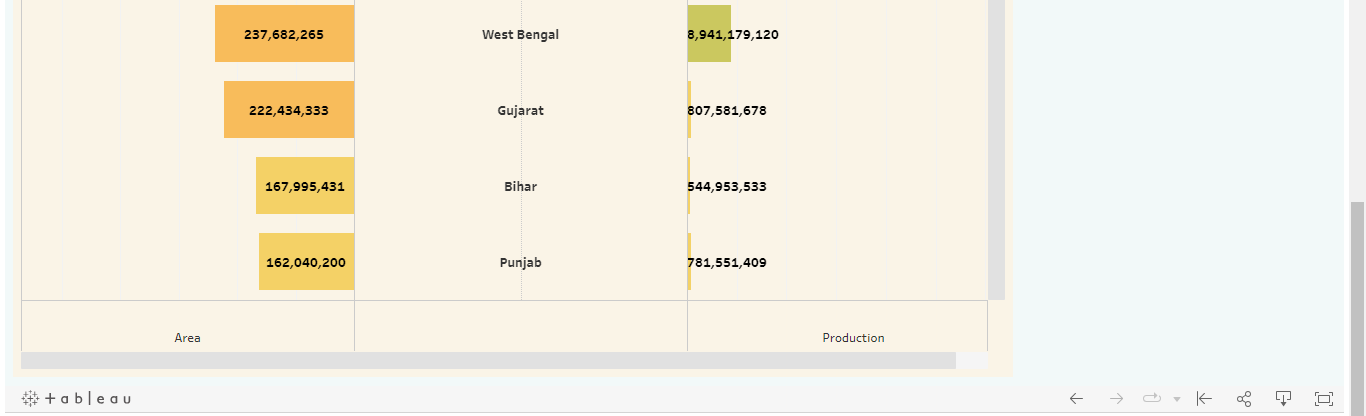 237,682,265 West Bengal 8,941,179,120
222,434,333 Gujarat 807,581,678
167,995,431 Bihar 544,953,533
162,040,200 Punjab 781,551,409
Area Production
+ a b l e a u